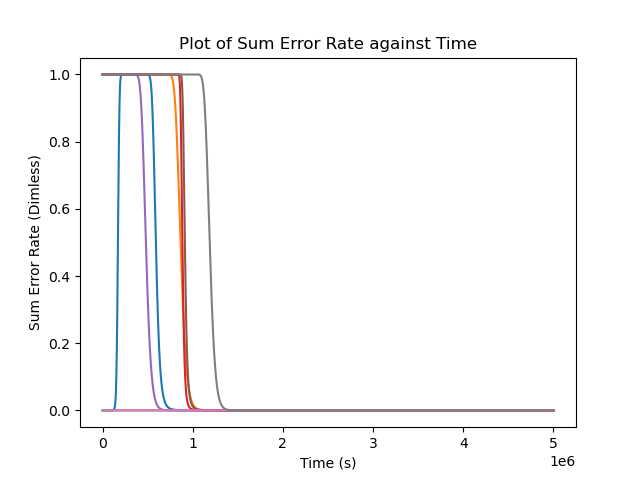 Plot of Sum Error Rate against Time
1.0
0.8
0.6
0.4
0.2
0.0
Sum Error Rate (Dimless)
0 1 2 3 4 5
1e6
Time (s)